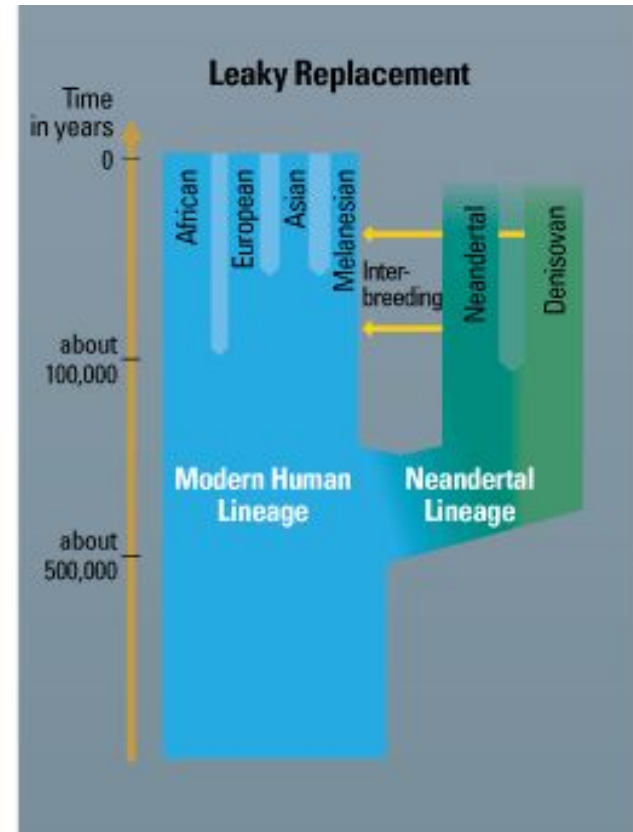 Leaky Replacement
Time
in years
0
African
European
Asian
Melanesian
Neandertal
Denisovan
Inter-
breeding
about
100,000
Modern Human
Lineage
Neandertal
Lineage
about
500,000